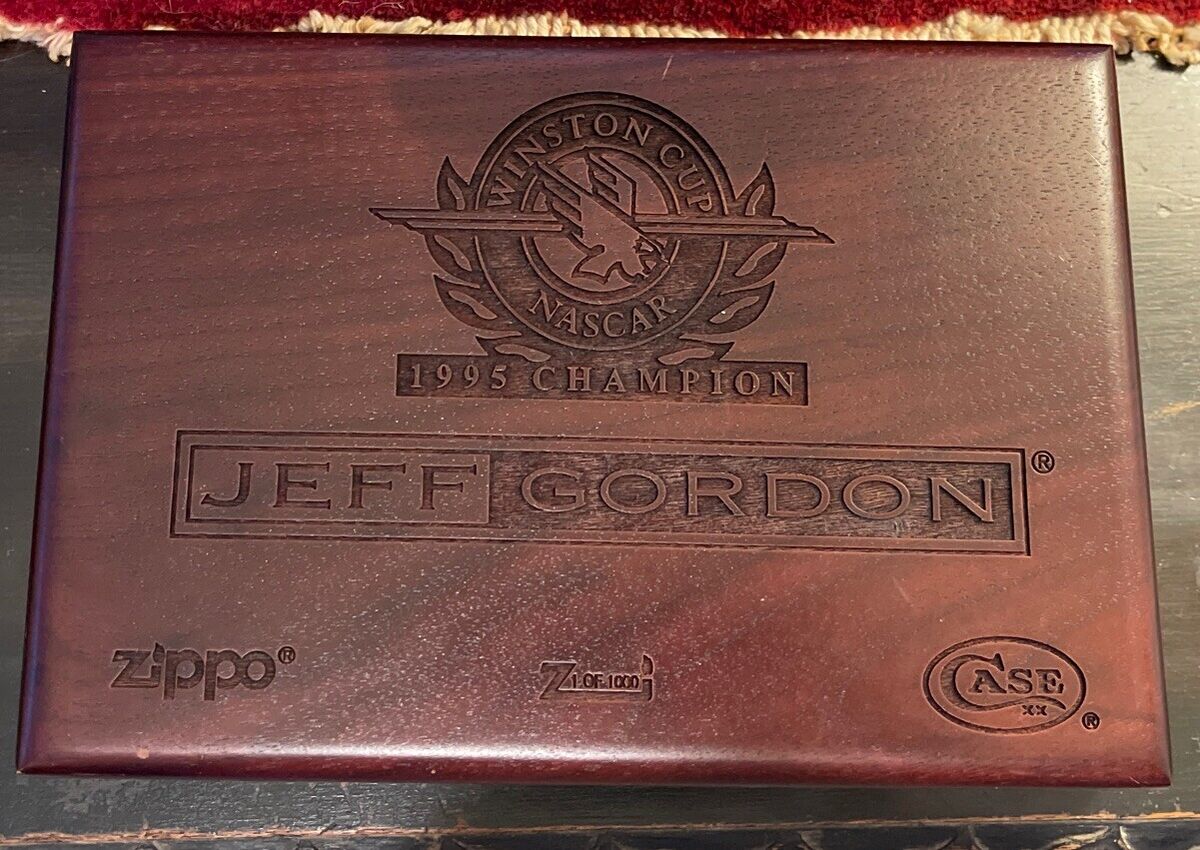 WINSTON CUP
NASCAR
1995 CHAMPION
JEFF GORDON®
Zippo® Z 1 OF 1000 CASE XX ®